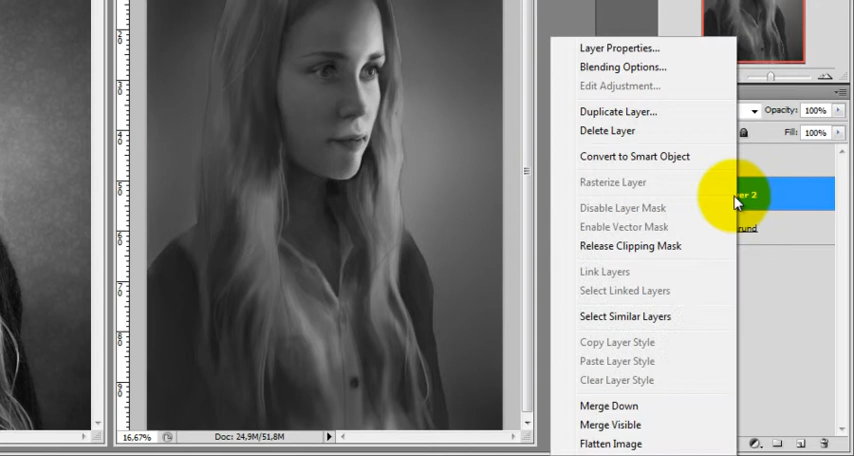 Layer Properties...
Blending Options...
Edit Adjustment...
Opacity: 100%
Duplicate Layer...
Delete Layer
Fill: 100%
Convert to Smart Object
Rasterize Layer
er 2
Disable Layer Mask
Enable Vector Mask
rund
Release Clipping Mask
Link Layers
Select Linked Layers
Select Similar Layers
Copy Layer Style
Paste Layer Style
Clear Layer Style
Merge Down
Merge Visible
Flatten Image
16,67%
Doc: 24,9M/51,8M